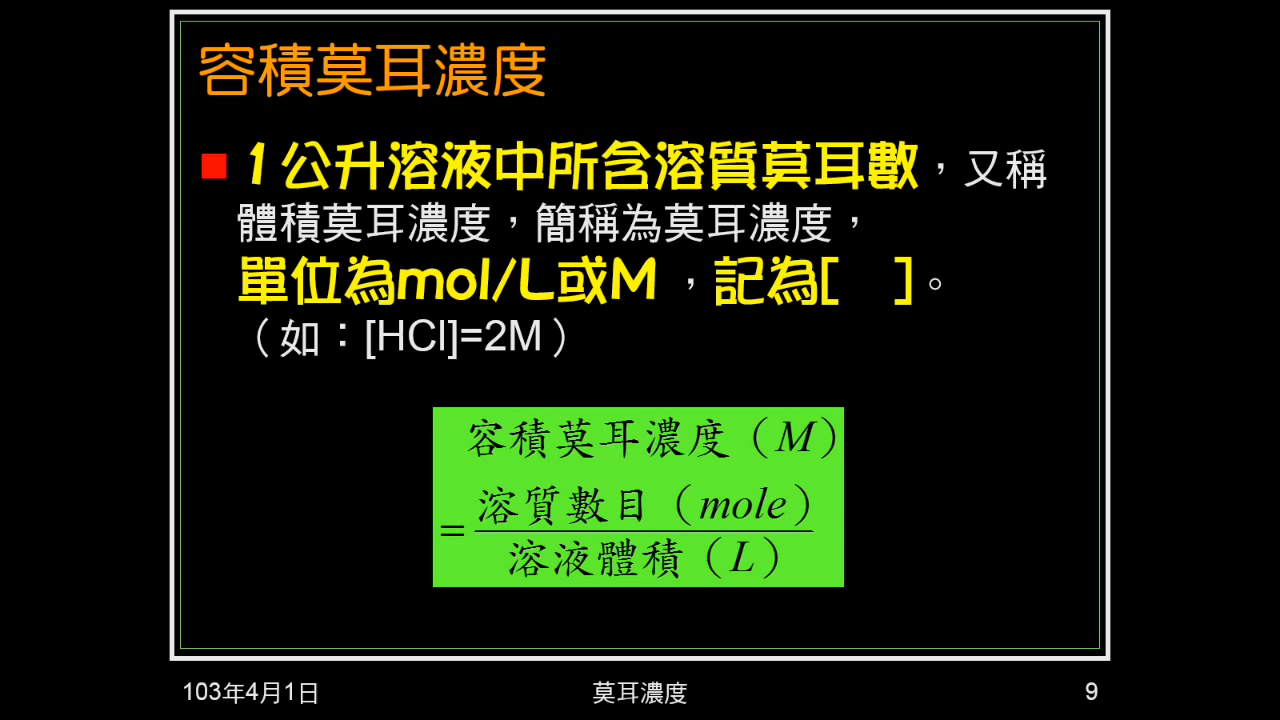 容積莫耳濃度
1公升溶液中所含溶質莫耳數，又稱
體積莫耳濃度，簡稱為莫耳濃度，
單位為mol/L或M ，記為[ ]。
（如：[HCl]=2M）
容積莫耳濃度（M）
= 溶質數目（mole）
溶液體積（L）
103年4月1日
莫耳濃度
9